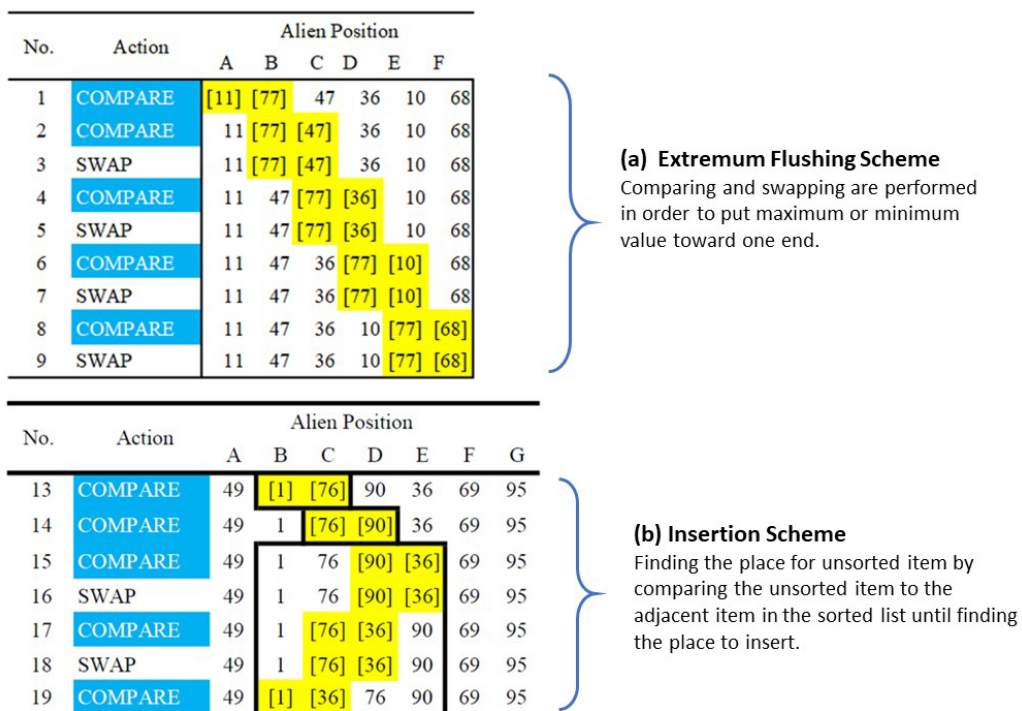 No. Action Alien Position
A B C D E F
1 COMPARE [11] [77] 47 36 10 68
2 COMPARE 11 [77] [47] 36 10 68
3 SWAP 11 [77] [47] 36 10 68
4 COMPARE 11 47 [77] [36] 10 68
5 SWAP 11 47 [77] [36] 10 68
6 COMPARE 11 47 36 [77] [10] 68
7 SWAP 11 47 36 [77] [10] 68
8 COMPARE 11 47 36 10 [77] [68]
9 SWAP 11 47 36 10 [77] [68]
(a) Extremum Flushing Scheme
Comparing and swapping are performed
in order to put maximum or minimum
value toward one end.
No. Action Alien Position
A B C D E F G
13 COMPARE 49 [1] [76] 90 36 69 95
14 COMPARE 49 1 [76] [90] 36 69 95
15 COMPARE 49 1 76 [90] [36] 69 95
16 SWAP 49 1 76 [90] [36] 69 95
17 COMPARE 49 1 [76] [36] 90 69 95
18 SWAP 49 1 [76] [36] 90 69 95
19 COMPARE 49 [1] [36] 76 90 69 95
(b) Insertion Scheme
Finding the place for unsorted item by
comparing the unsorted item to the
adjacent item in the sorted list until finding
the place to insert.